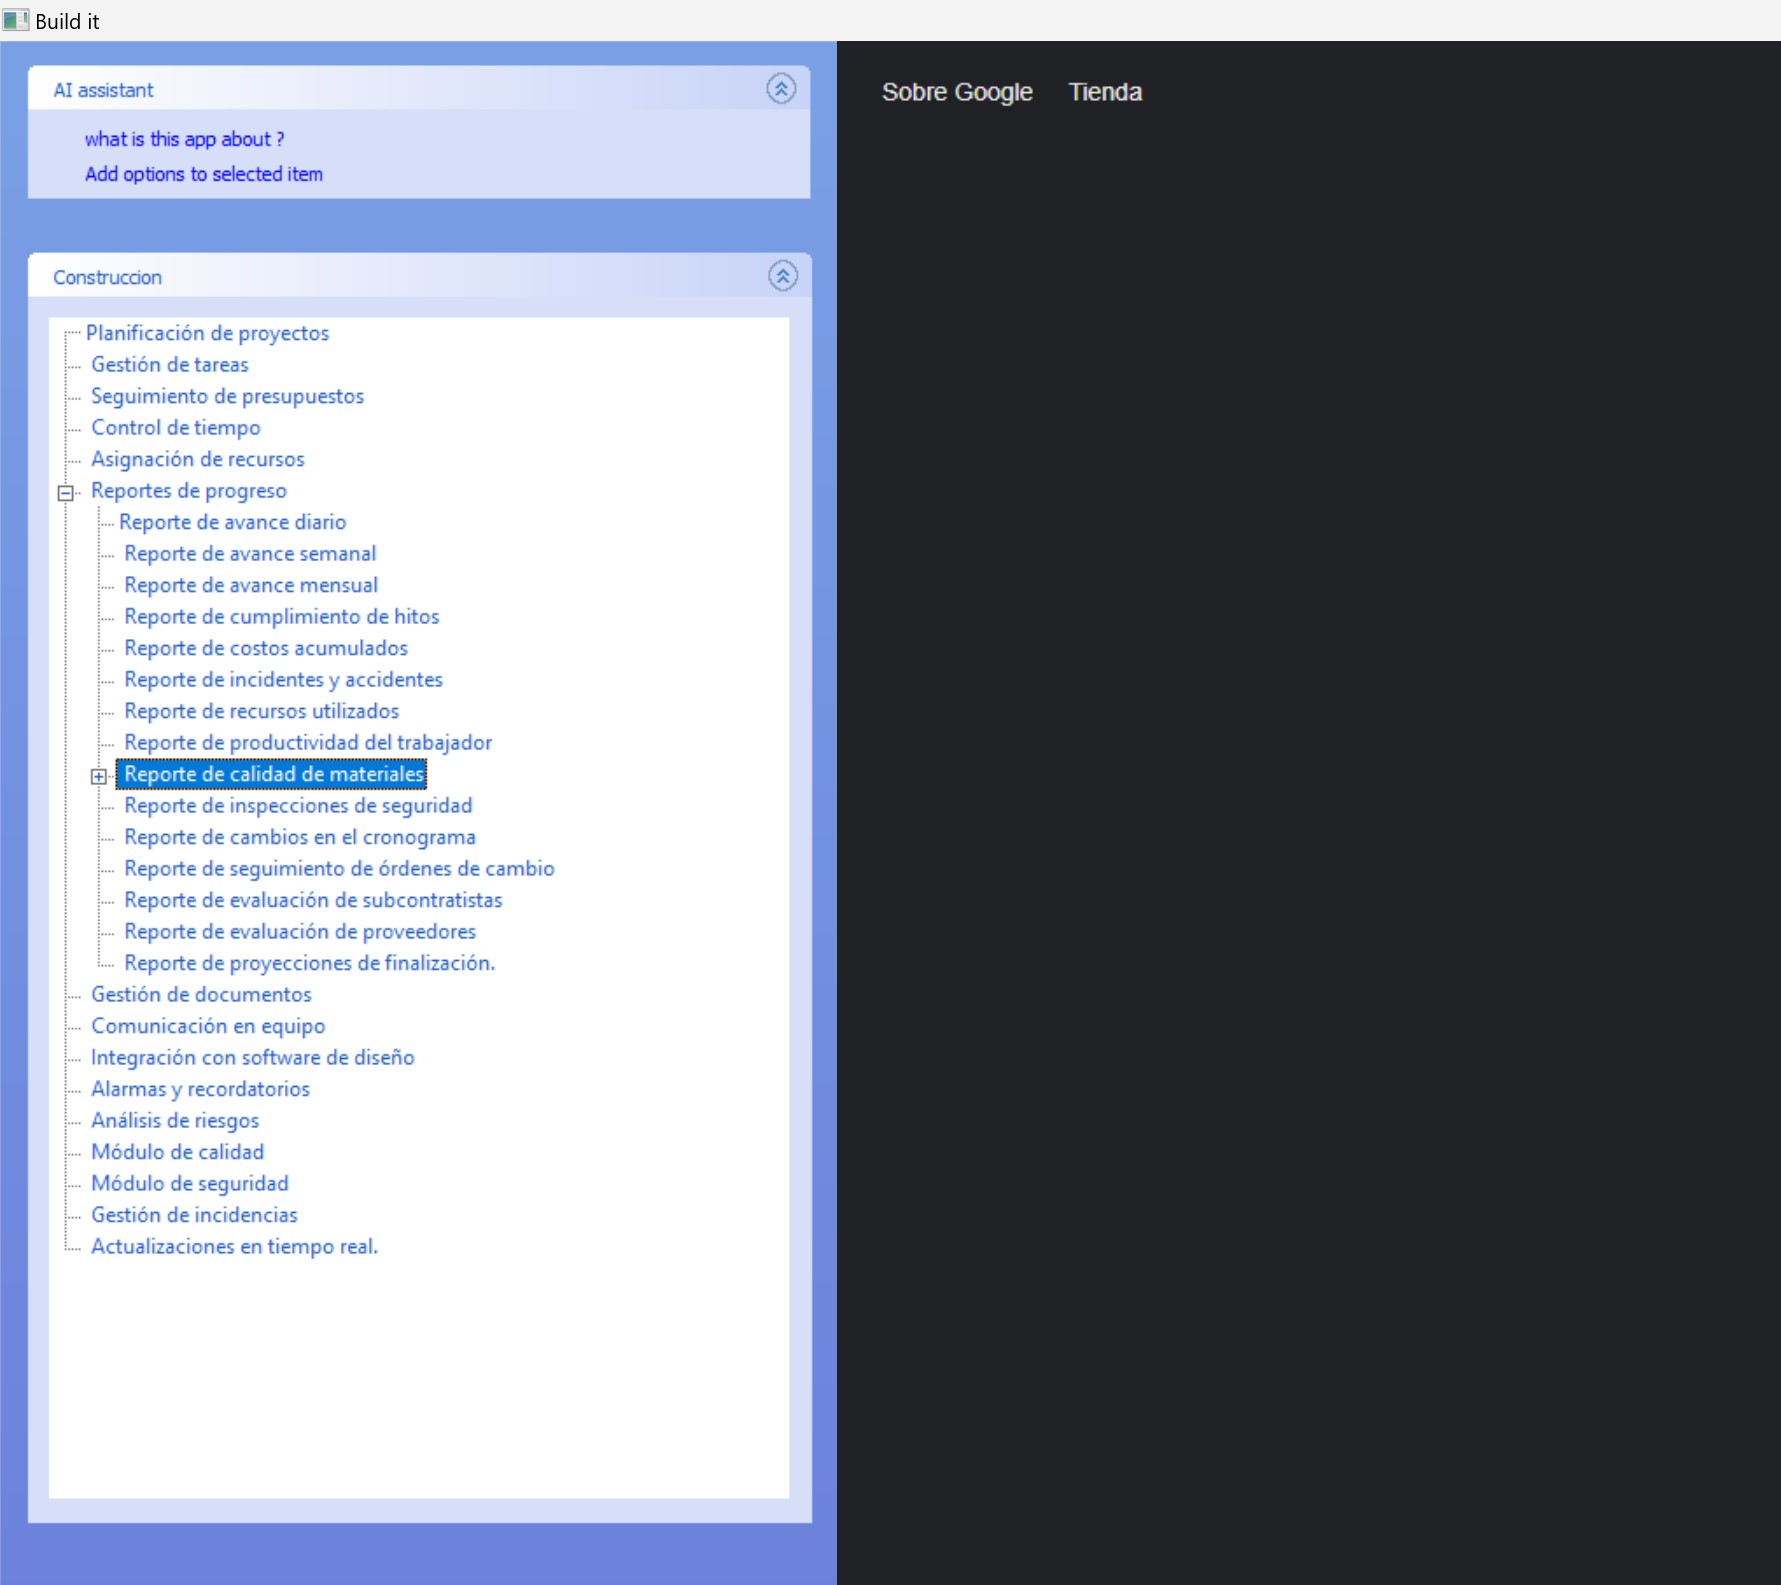 Build it
AI assistant
what is this app about ?
Add options to selected item
Sobre Google Tienda
Construccion
Planificación de proyectos
Gestión de tareas
Seguimiento de presupuestos
Control de tiempo
Asignación de recursos
Reportes de progreso
Reporte de avance diario
Reporte de avance semanal
Reporte de avance mensual
Reporte de cumplimiento de hitos
Reporte de costos acumulados
Reporte de incidentes y accidentes
Reporte de recursos utilizados
Reporte de productividad del trabajador
Reporte de calidad de materiales
Reporte de inspecciones de seguridad
Reporte de cambios en el cronograma
Reporte de seguimiento de órdenes de cambio
Reporte de evaluación de subcontratistas
Reporte de evaluación de proveedores
Reporte de proyecciones de finalización.
Gestión de documentos
Comunicación en equipo
Integración con software de diseño
Alarmas y recordatorios
Análisis de riesgos
Módulo de calidad
Módulo de seguridad
Gestión de incidencias
Actualizaciones en tiempo real.